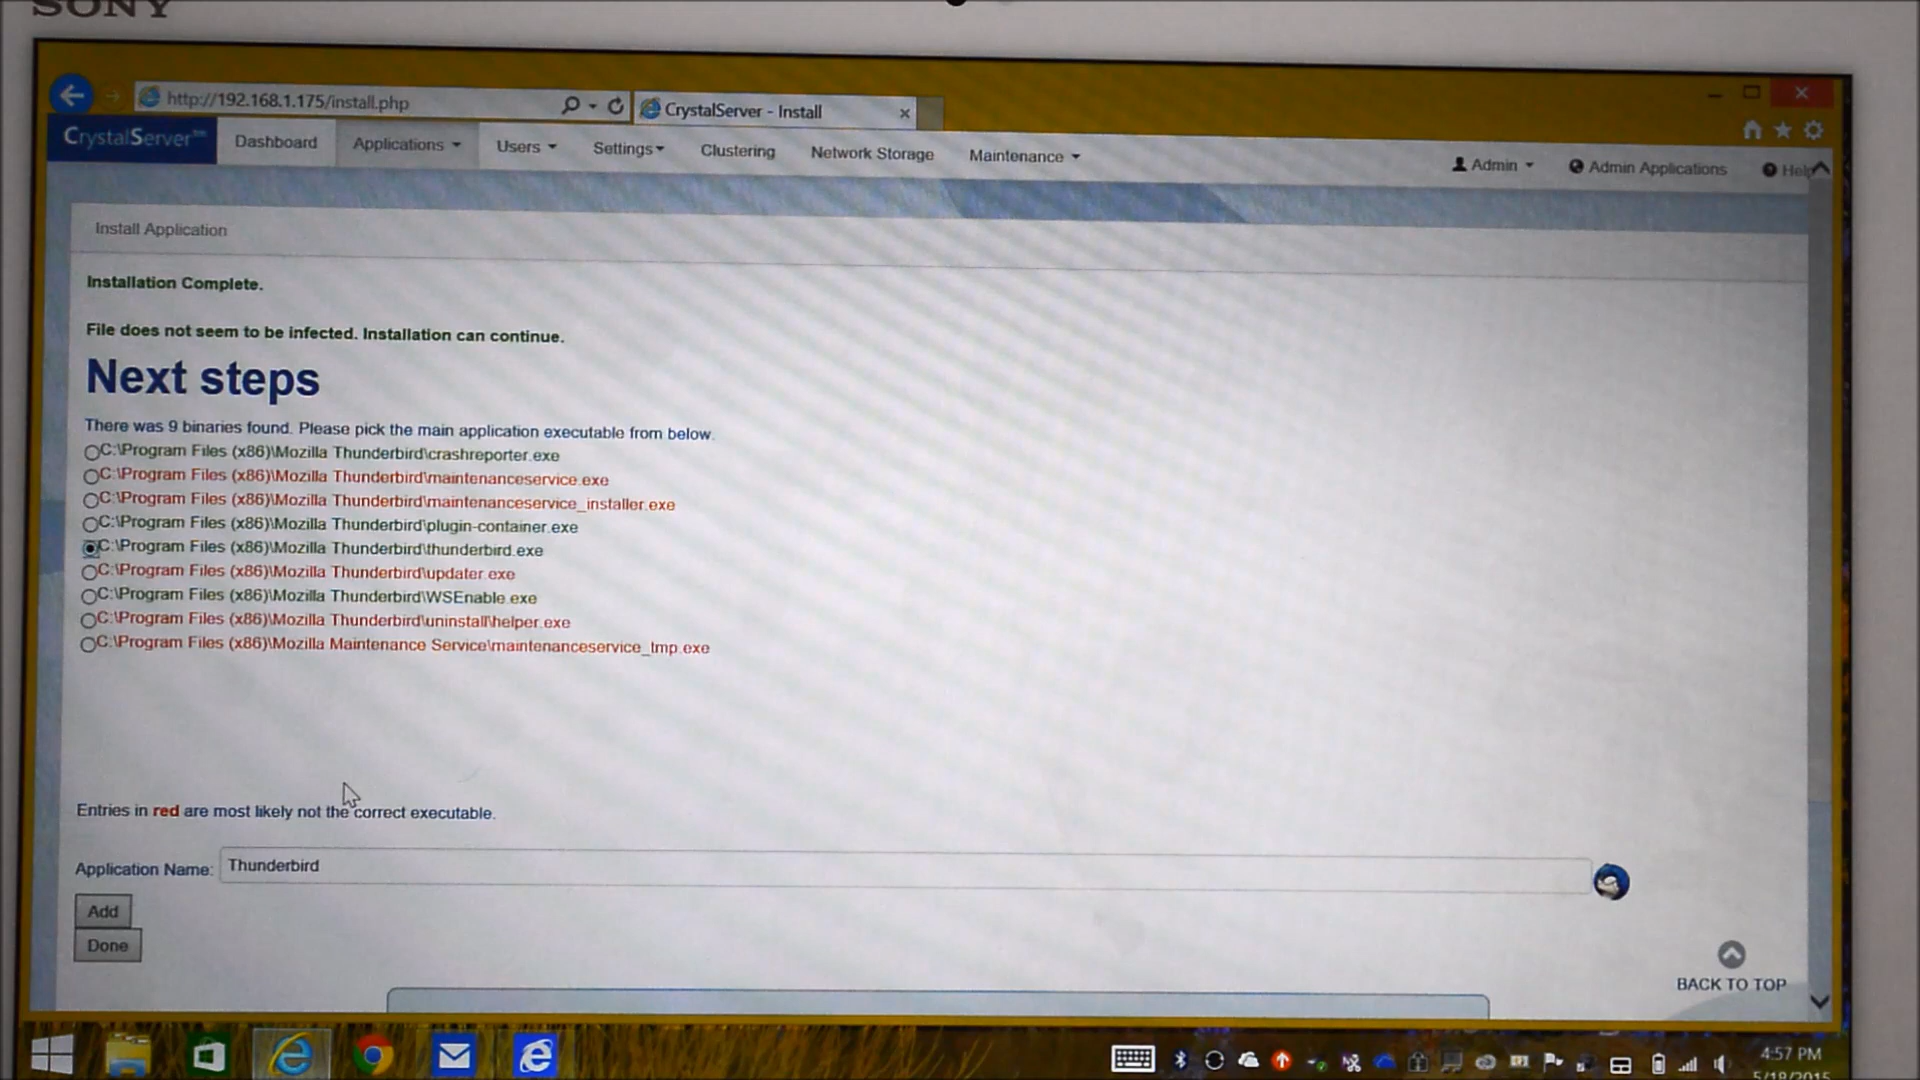 SONY
http://192.168.1.175/install.php
CrystalServer - Install
CrystalServer™
Dashboard
Applications
Users
Settings
Clustering
Network Storage
Maintenance
Admin
Admin Applications
Help
Install Application
Installation Complete.
File does not seem to be infected. Installation can continue.
Next steps
There was 9 binaries found. Please pick the main application executable from below.
C:\Program Files (x86)\Mozilla Thunderbird\crashreporter.exe
C:\Program Files (x86)\Mozilla Thunderbird\maintenanceservice.exe
C:\Program Files (x86)\Mozilla Thunderbird\maintenanceservice_installer.exe
C:\Program Files (x86)\Mozilla Thunderbird\plugin-container.exe
C:\Program Files (x86)\Mozilla Thunderbird\thunderbird.exe
C:\Program Files (x86)\Mozilla Thunderbird\updater.exe
C:\Program Files (x86)\Mozilla Thunderbird\WSEnable.exe
C:\Program Files (x86)\Mozilla Thunderbird\uninstall\helper.exe
C:\Program Files (x86)\Mozilla Maintenance Service\maintenanceservice_tmp.exe
Entries in red are most likely not the correct executable.
Application Name: Thunderbird
Add
Done
BACK TO TOP
4:57 PM
5/18/2015